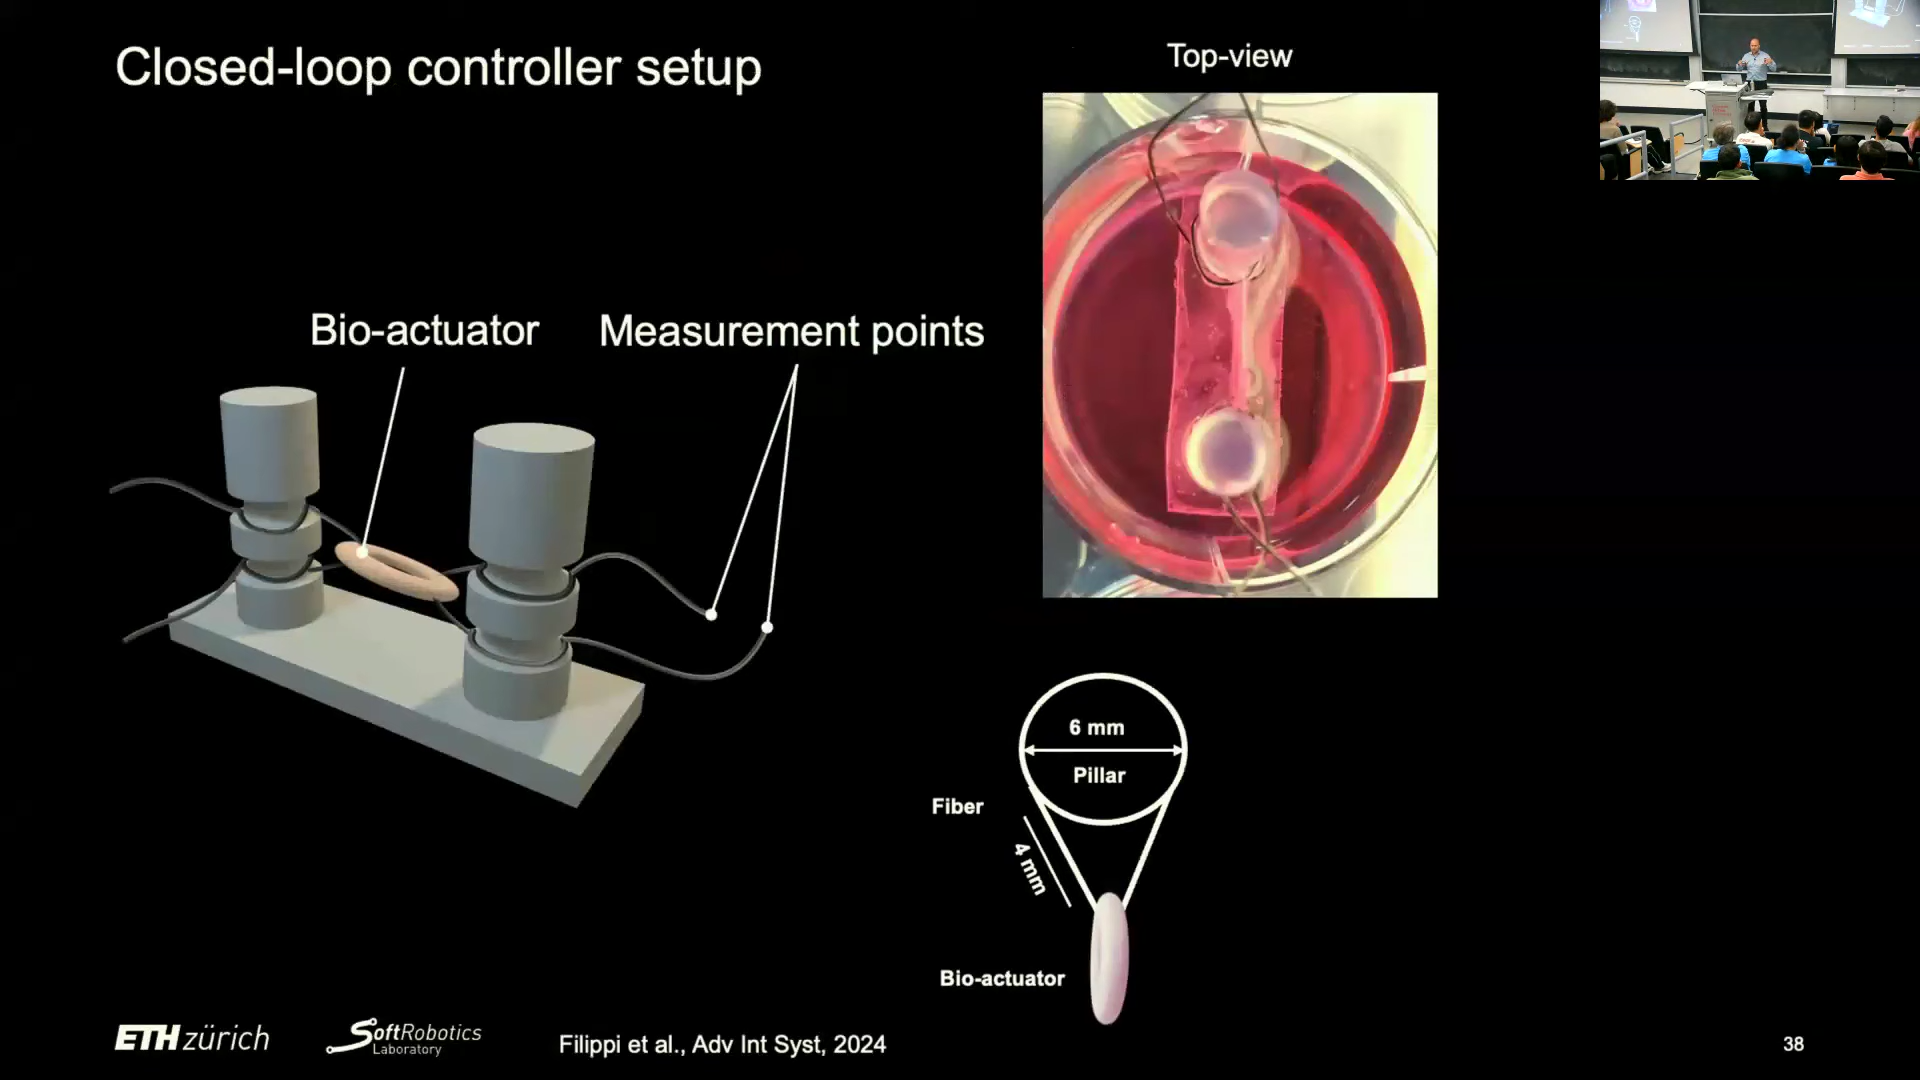 Closed-loop controller setup
Top-view
Bio-actuator
Measurement points
6 mm
Pillar
Fiber
4 mm
Bio-actuator
ETH zürich
SoftRobotics
Laboratory
Filippi et al., Adv Int Syst, 2024
38